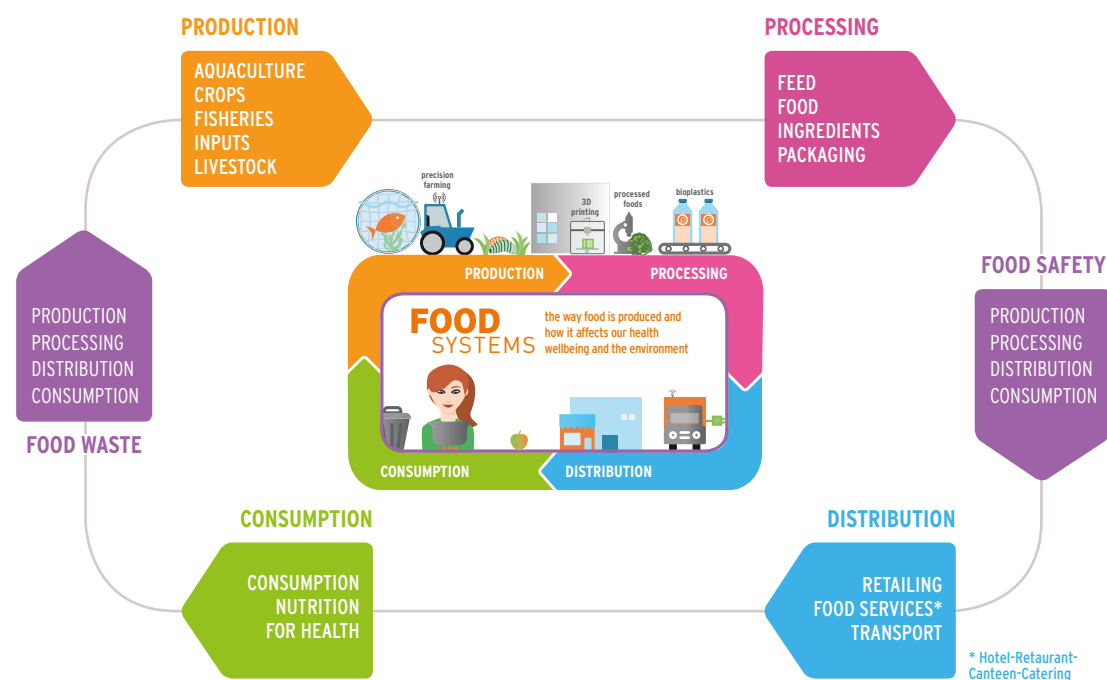 PRODUCTION
AQUACULTURE
CROPS
FISHERIES
INPUTS
LIVESTOCK
PROCESSING
FEED
FOOD
INGREDIENTS
PACKAGING
precision
farming
3D
printing
processed
foods
bioplastics
PRODUCTION
PROCESSING
FOOD
SYSTEMS
the way food is produced and
how it affects our health
wellbeing and the environment
CONSUMPTION
DISTRIBUTION
FOOD SAFETY
PRODUCTION
PROCESSING
DISTRIBUTION
CONSUMPTION
PRODUCTION
PROCESSING
DISTRIBUTION
CONSUMPTION
FOOD WASTE
CONSUMPTION
CONSUMPTION
NUTRITION
FOR HEALTH
DISTRIBUTION
RETAILING
FOOD SERVICES*
TRANSPORT
* Hotel-Retaurant-
Canteen-Catering